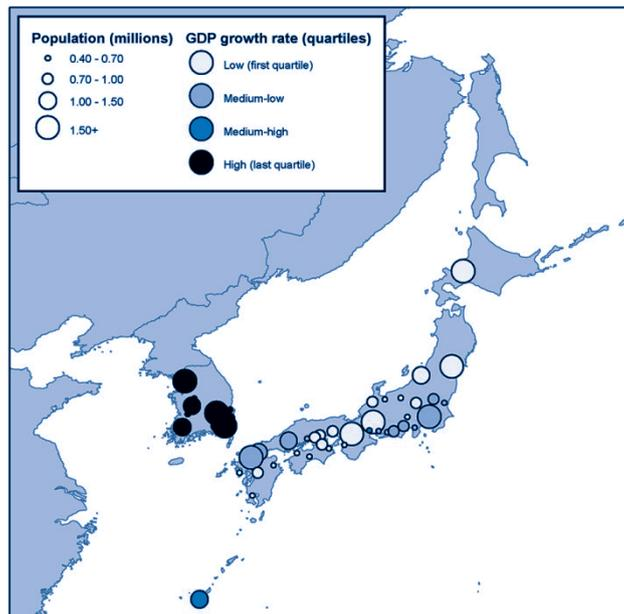 Population (millions)
0.40 - 0.70
0.70 - 1.00
1.00 - 1.50
1.50+
GDP growth rate (quartiles)
Low (first quartile)
Medium-low
Medium-high
High (last quartile)